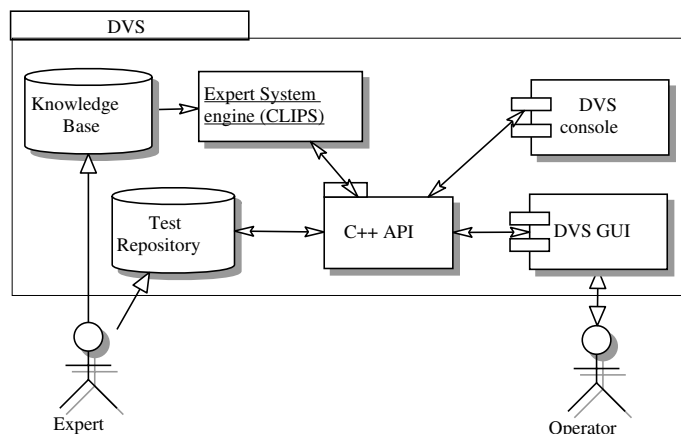 DVS
Knowledge
Base
Expert System
engine (CLIPS)
DVS
console
Test
Repository
C++ API
DVS GUI
Expert
Operator